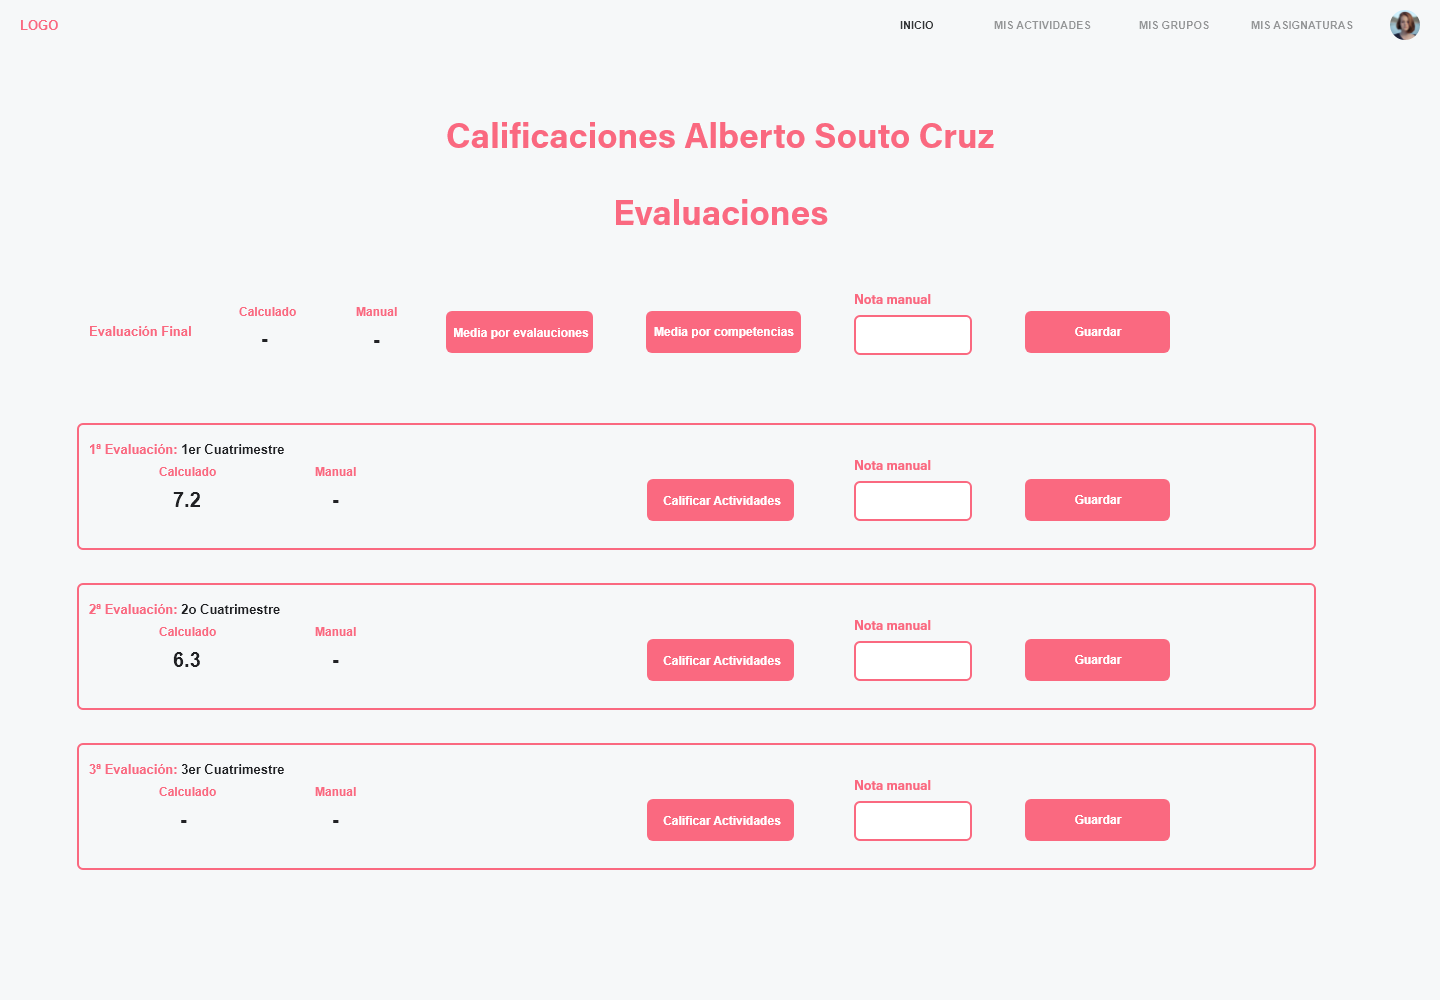 LOGO
INICIO
MIS ACTIVIDADES
MIS GRUPOS
MIS ASIGNATURAS
Calificaciones Alberto Souto Cruz
Evaluaciones
Evaluación Final
Calculado
-
Manual
-
Media por evalauciones
Media por competencias
Nota manual
Guardar
1ª Evaluación: 1er Cuatrimestre
Calculado
7.2
Manual
-
Calificar Actividades
Nota manual
Guardar
2ª Evaluación: 2o Cuatrimestre
Calculado
6.3
Manual
-
Calificar Actividades
Nota manual
Guardar
3ª Evaluación: 3er Cuatrimestre
Calculado
-
Manual
-
Calificar Actividades
Nota manual
Guardar